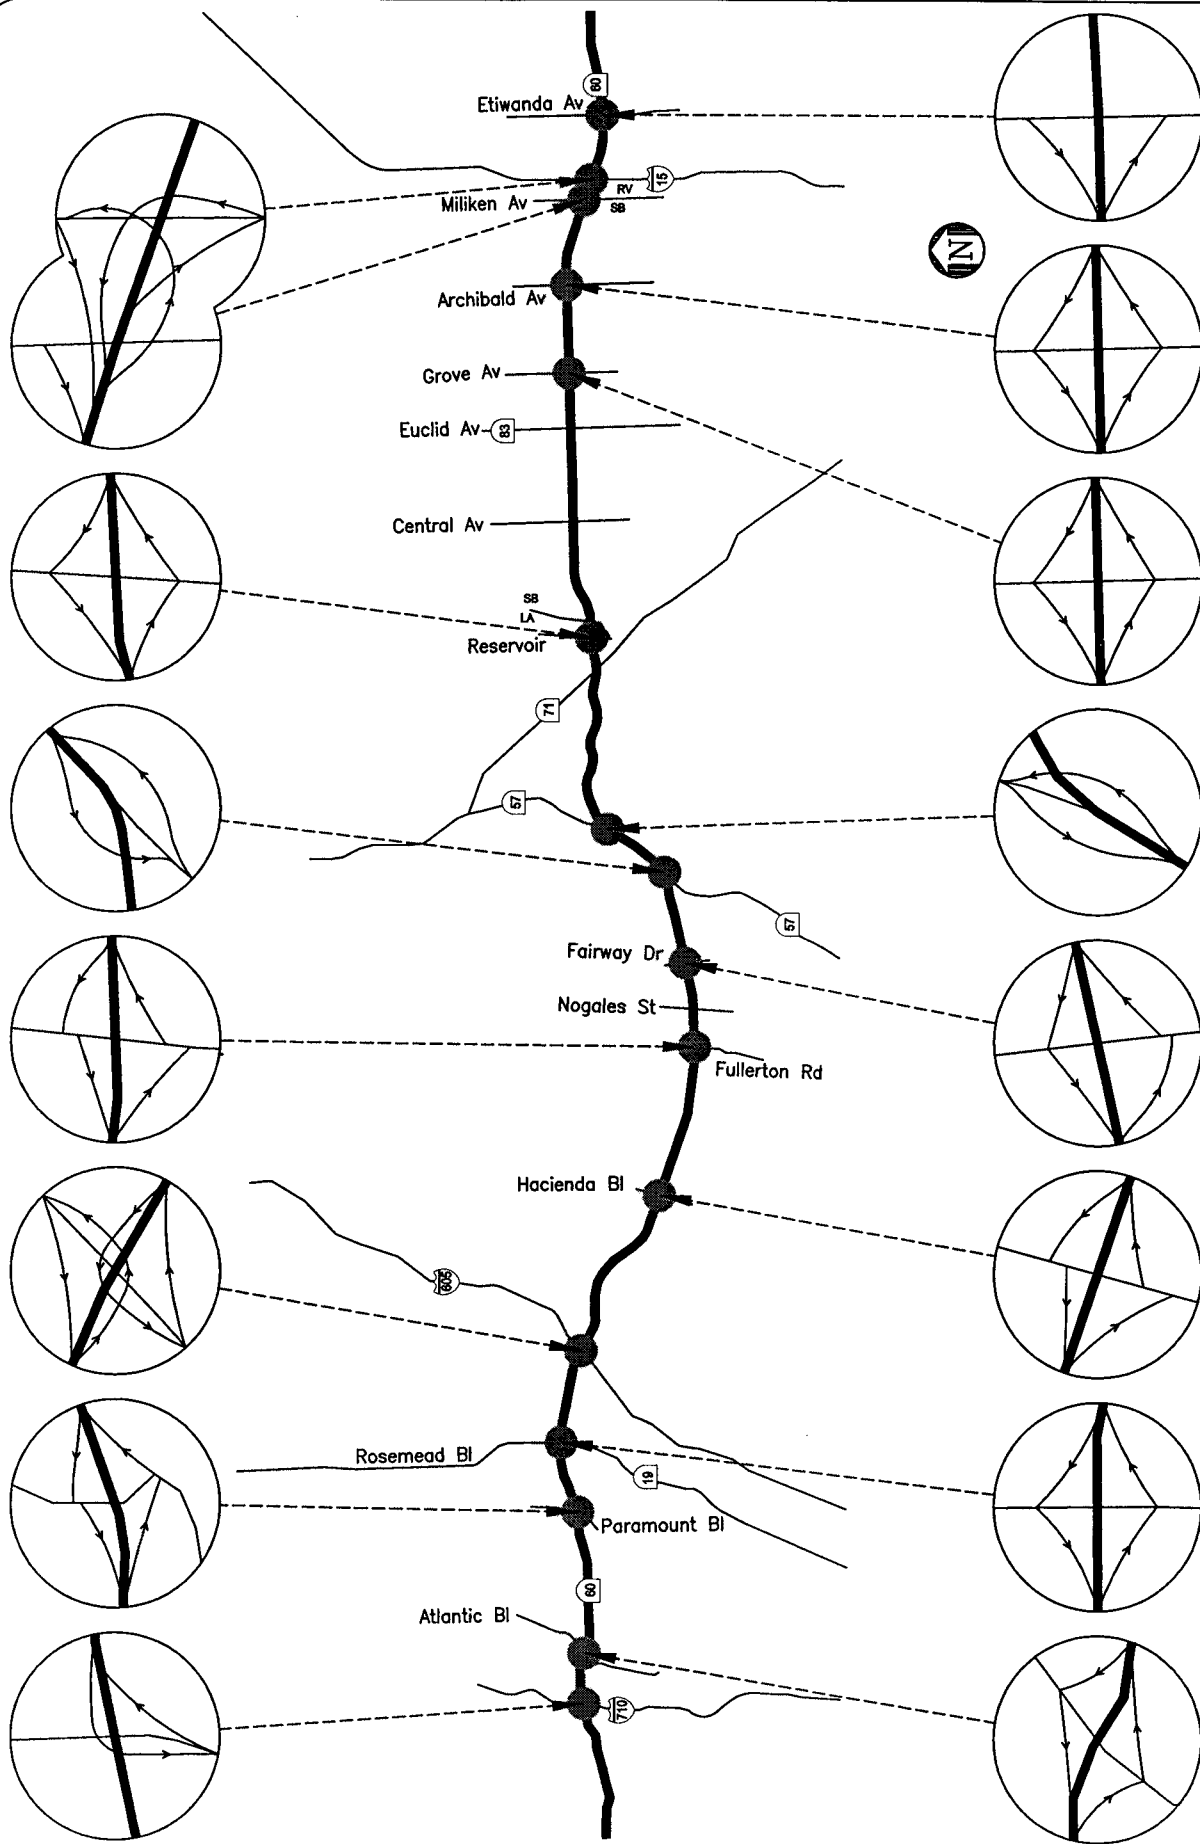 60
Etiwanda Av
15
RV
Miliken Av
SB
N
Archibald Av
Grove Av
Euclid Av
83
Central Av
SB
LA
Reservoir
71
57
57
Fairway Dr
Nogales St
Fullerton Rd
Hacienda Bl
605
Rosemead Bl
19
Paramount Bl
60
Atlantic Bl
710